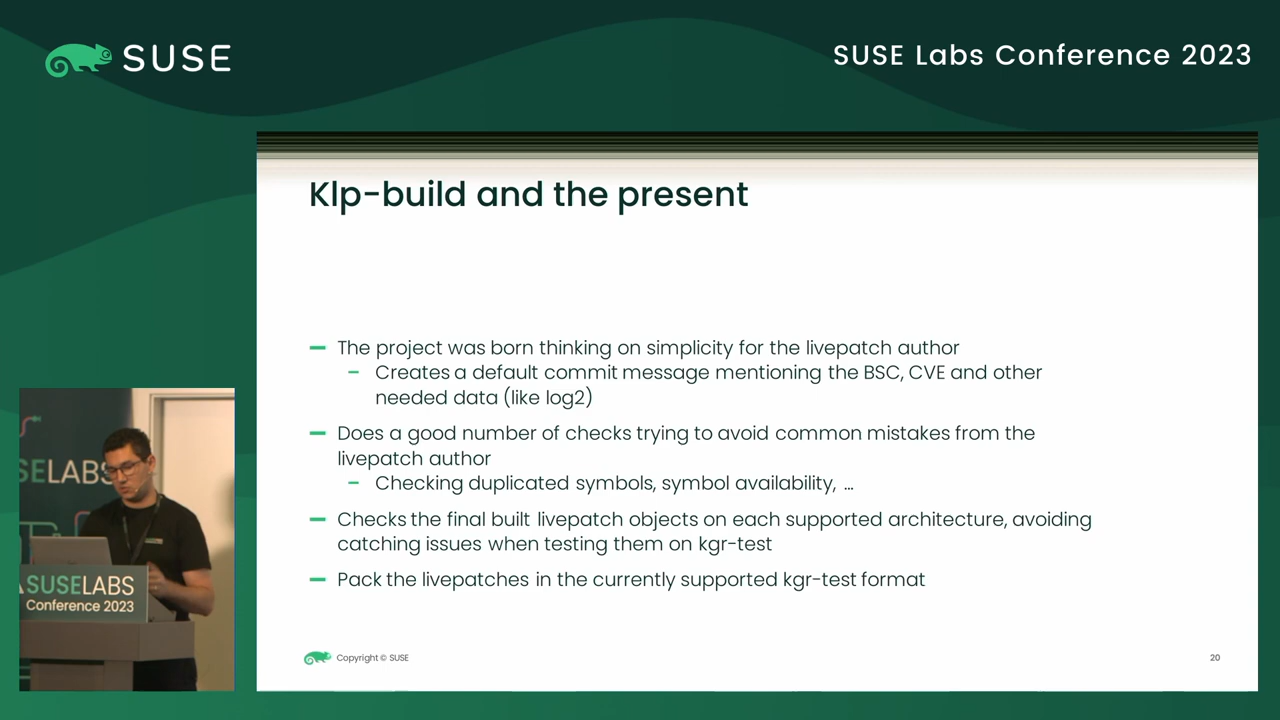 SUSE
SUSE Labs Conference 2023
Klp-build and the present
The project was born thinking on simplicity for the livepatch author
Creates a default commit message mentioning the BSC, CVE and other
needed data (like log2)
Does a good number of checks trying to avoid common mistakes from the
livepatch author
Checking duplicated symbols, symbol availability, …
Checks the final built livepatch objects on each supported architecture, avoiding
catching issues when testing them on kgr-test
Pack the livepatches in the currently supported kgr-test format
Copyright © SUSE
20
SELABS
SUSELABS
Conference 2023